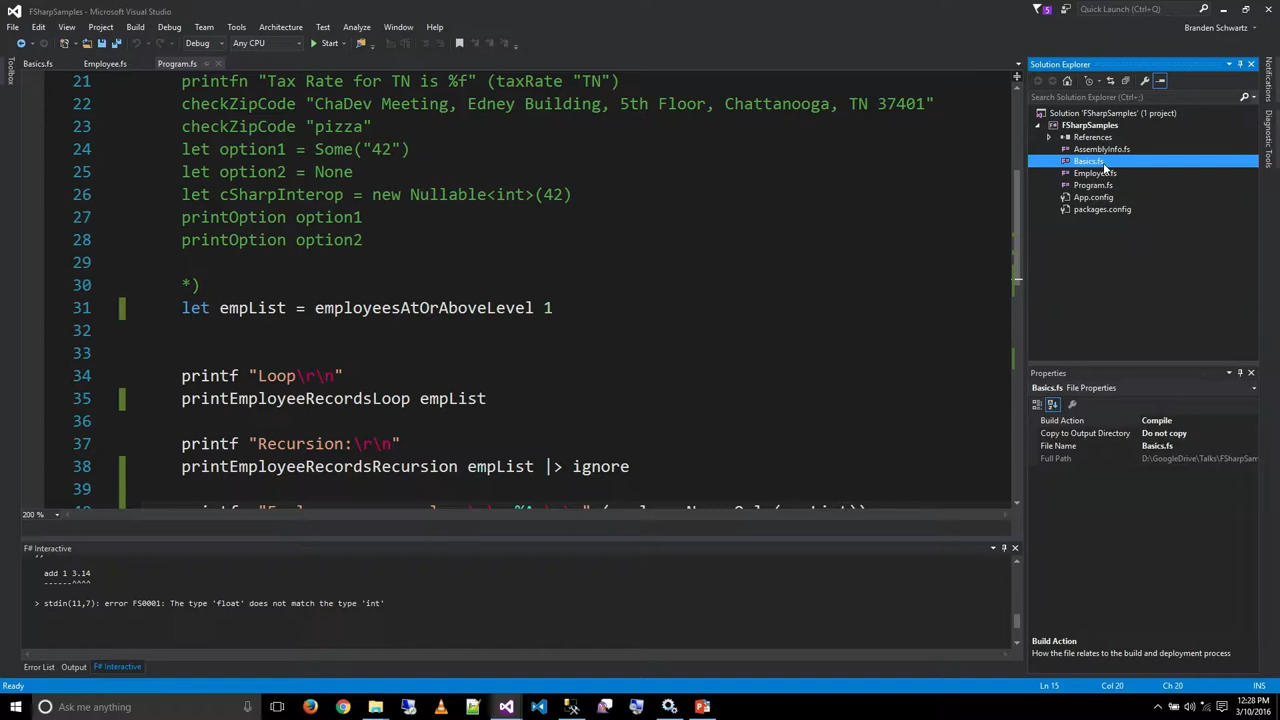 FSharpSamples - Microsoft Visual Studio
5
Quick Launch (Ctrl+Q)
File Edit View Project Build Debug Team Tools Architecture Test Analyze Window Help
Branden Schwartz
Debug Any CPU Start
Toolbox
Basics.fs Employee.fs Program.fs
21 printfn "Tax Rate for TN is %f" (taxRate "TN")
22 checkZipCode "ChaDev Meeting, Edney Building, 5th Floor, Chattanooga, TN 37401"
23 checkZipCode "pizza"
24 let option1 = Some("42")
25 let option2 = None
26 let cSharpInterop = new Nullable<int>(42)
27 printOption option1
28 printOption option2
29
30 *)
31 let empList = employeesAtOrAboveLevel 1
32
33
34 printf "Loop\r\n"
35 printEmployeeRecordsLoop empList
36
37 printf "Recursion:\r\n"
38 printEmployeeRecordsRecursion empList |> ignore
39
200 %
F# Interactive
add 1 3.14
------^^^^
> stdin(11,7): error FS0001: The type 'float' does not match the type 'int'
Error List Output F# Interactive
Solution Explorer
Search Solution Explorer (Ctrl+;)
Solution 'FSharpSamples' (1 project)
FSharpSamples
References
AssemblyInfo.fs
Basics.fs
Employee.fs
Program.fs
App.config
packages.config
Properties
Basics.fs File Properties
Build Action Compile
Copy to Output Directory Do not copy
File Name Basics.fs
Full Path D:\GoogleDrive\Talks\FSharpSam
Build Action
How the file relates to the build and deployment process
Notifications
Diagnostic Tools
Ready
Ln 15 Col 20 Ch 20 INS
Ask me anything
12:28 PM
3/10/2016